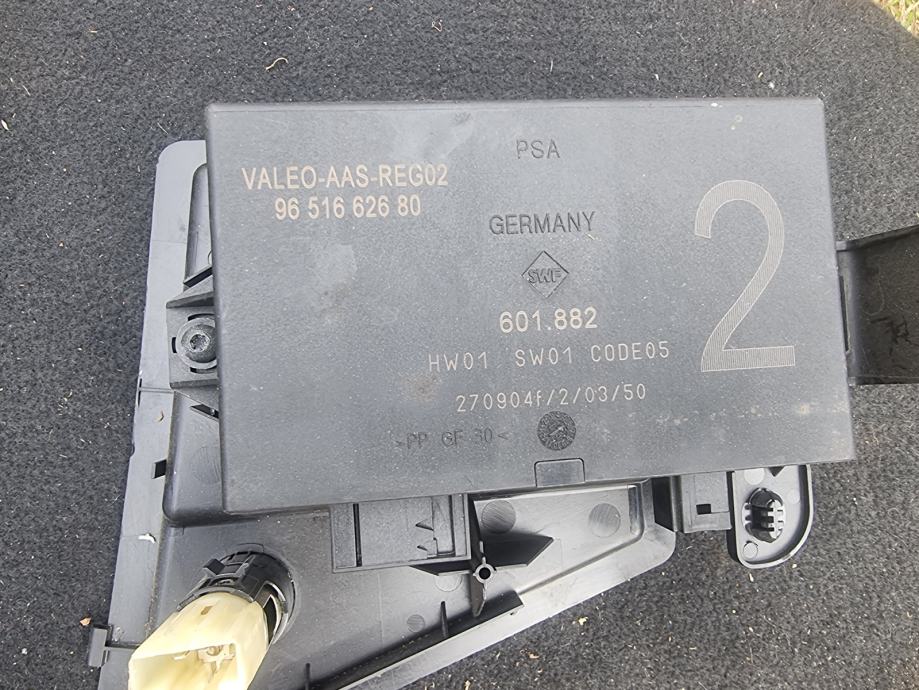 PSA
VALEO-AAS-REG02
96 516 626 80
GERMANY
SWF
2
601.882
HW01 SW01 CODE05
270904f/2/03/50
>PP GF 30<